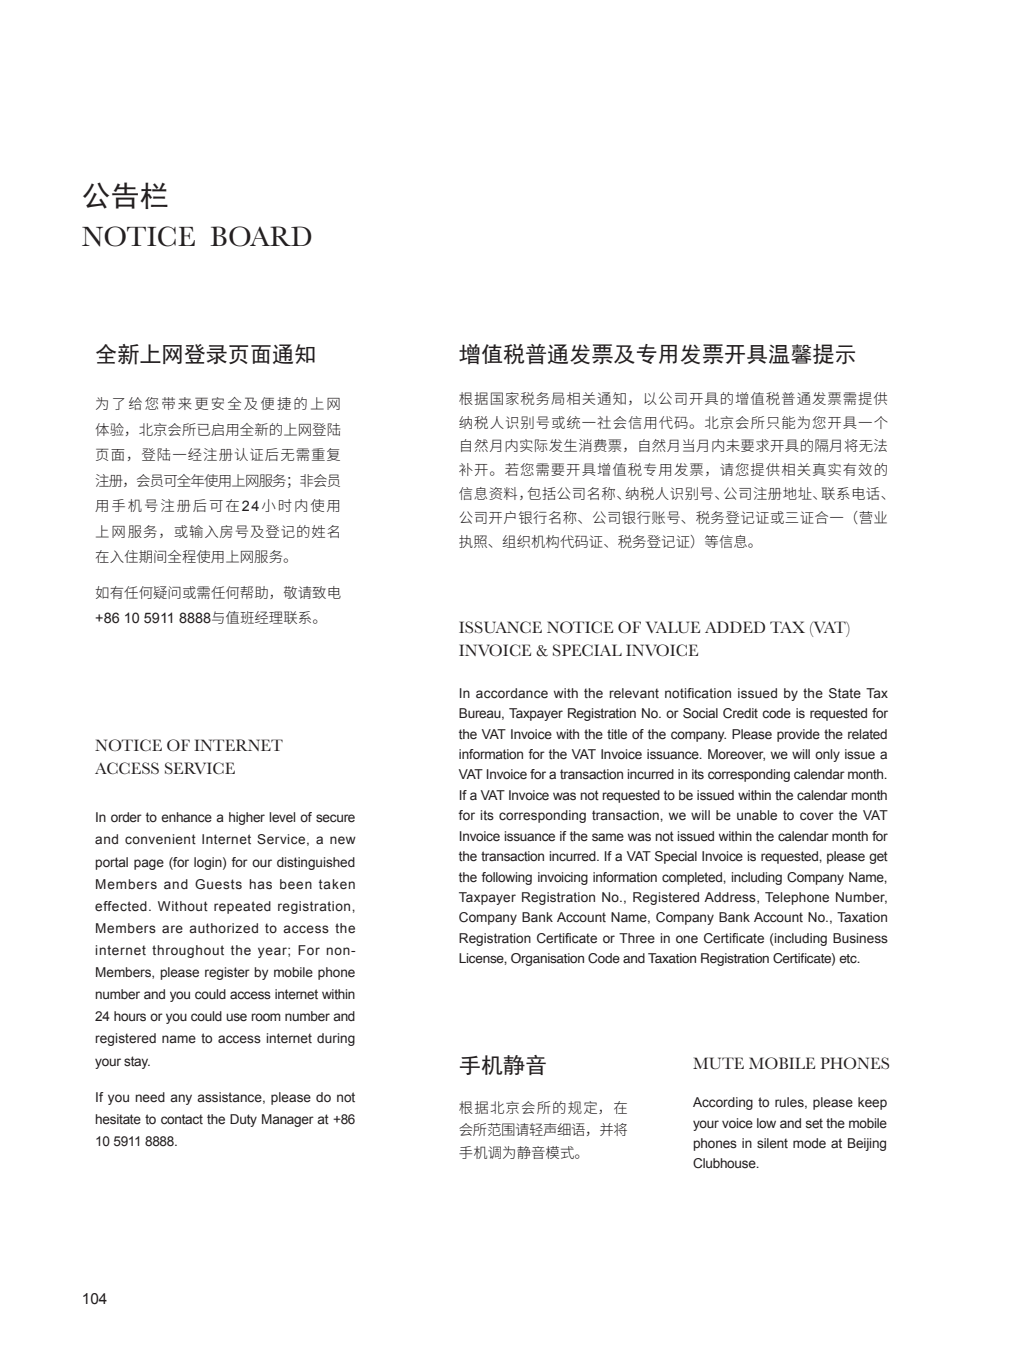 公告栏
NOTICE BOARD
全新上网登录页面通知
为了给您带来更安全及便捷的上网
体验，北京会所已启用全新的上网登陆
页面，登陆一经注册认证后无需重复
注册，会员可全年使用上网服务；非会员
用手机号注册后可在24小时内使用
上网服务，或输入房号及登记的姓名
在入住期间全程使用上网服务。
如有任何疑问或需任何帮助，敬请致电
+86 10 5911 8888与值班经理联系。
NOTICE OF INTERNET
ACCESS SERVICE
In order to enhance a higher level of secure
and convenient Internet Service, a new
portal page (for login) for our distinguished
Members and Guests has been taken
effected. Without repeated registration,
Members are authorized to access the
internet throughout the year; For non-
Members, please register by mobile phone
number and you could access internet within
24 hours or you could use room number and
registered name to access internet during
your stay.
If you need any assistance, please do not
hesitate to contact the Duty Manager at +86
10 5911 8888.
增值税普通发票及专用发票开具温馨提示
根据国家税务局相关通知，以公司开具的增值税普通发票需提供
纳税人识别号或统一社会信用代码。北京会所只能为您开具一个
自然月内实际发生消费票，自然月当月内未要求开具的隔月将无法
补开。若您需要开具增值税专用发票，请您提供相关真实有效的
信息资料，包括公司名称、纳税人识别号、公司注册地址、联系电话、
公司开户银行名称、公司银行账号、税务登记证或三证合一（营业
执照、组织机构代码证、税务登记证）等信息。
ISSUANCE NOTICE OF VALUE ADDED TAX (VAT)
INVOICE & SPECIAL INVOICE
In accordance with the relevant notification issued by the State Tax
Bureau, Taxpayer Registration No. or Social Credit code is requested for
the VAT Invoice with the title of the company. Please provide the related
information for the VAT Invoice issuance. Moreover, we will only issue a
VAT Invoice for a transaction incurred in its corresponding calendar month.
If a VAT Invoice was not requested to be issued within the calendar month
for its corresponding transaction, we will be unable to cover the VAT
Invoice issuance if the same was not issued within the calendar month for
the transaction incurred. If a VAT Special Invoice is requested, please get
the following invoicing information completed, including Company Name,
Taxpayer Registration No., Registered Address, Telephone Number,
Company Bank Account Name, Company Bank Account No., Taxation
Registration Certificate or Three in one Certificate (including Business
License, Organisation Code and Taxation Registration Certificate) etc.
手机静音
根据北京会所的规定，在
会所范围请轻声细语，并将
手机调为静音模式。
MUTE MOBILE PHONES
According to rules, please keep
your voice low and set the mobile
phones in silent mode at Beijing
Clubhouse.
104